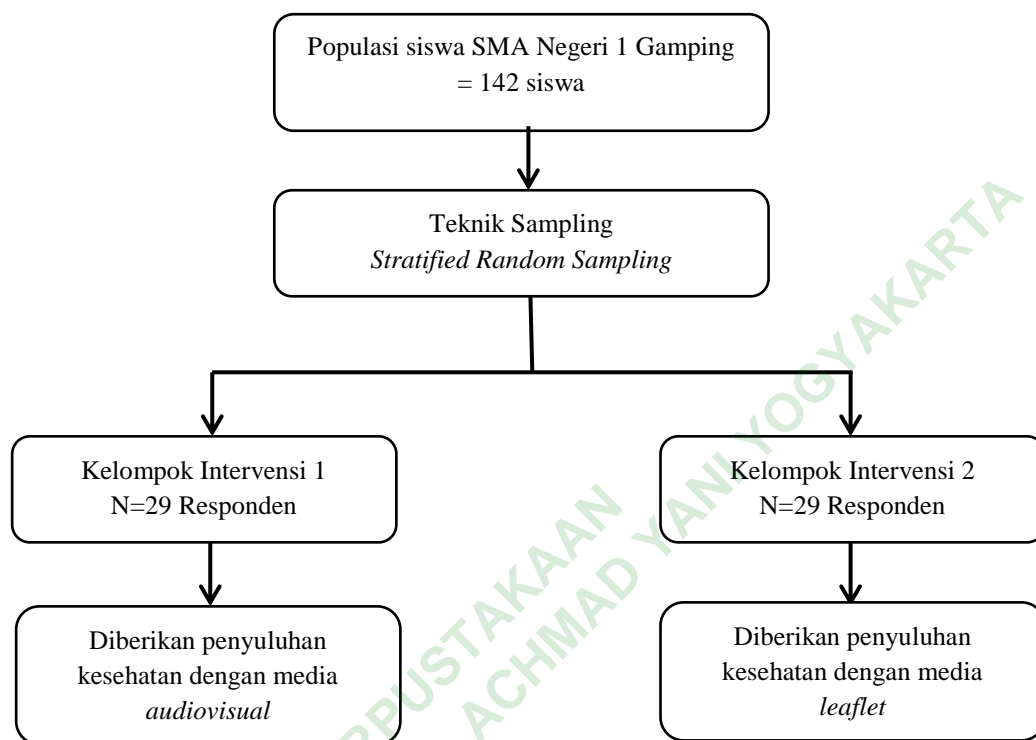 Populasi siswa SMA Negeri 1 Gamping
= 142 siswa
Teknik Sampling
Stratified Random Sampling
Kelompok Intervensi 1
N=29 Responden
Kelompok Intervensi 2
N=29 Responden
Diberikan penyuluhan
kesehatan dengan media
audiovisual
Diberikan penyuluhan
kesehatan dengan media
leaflet
RPUSTAKAAN
ACHMAD YANI YOGYAKARTA